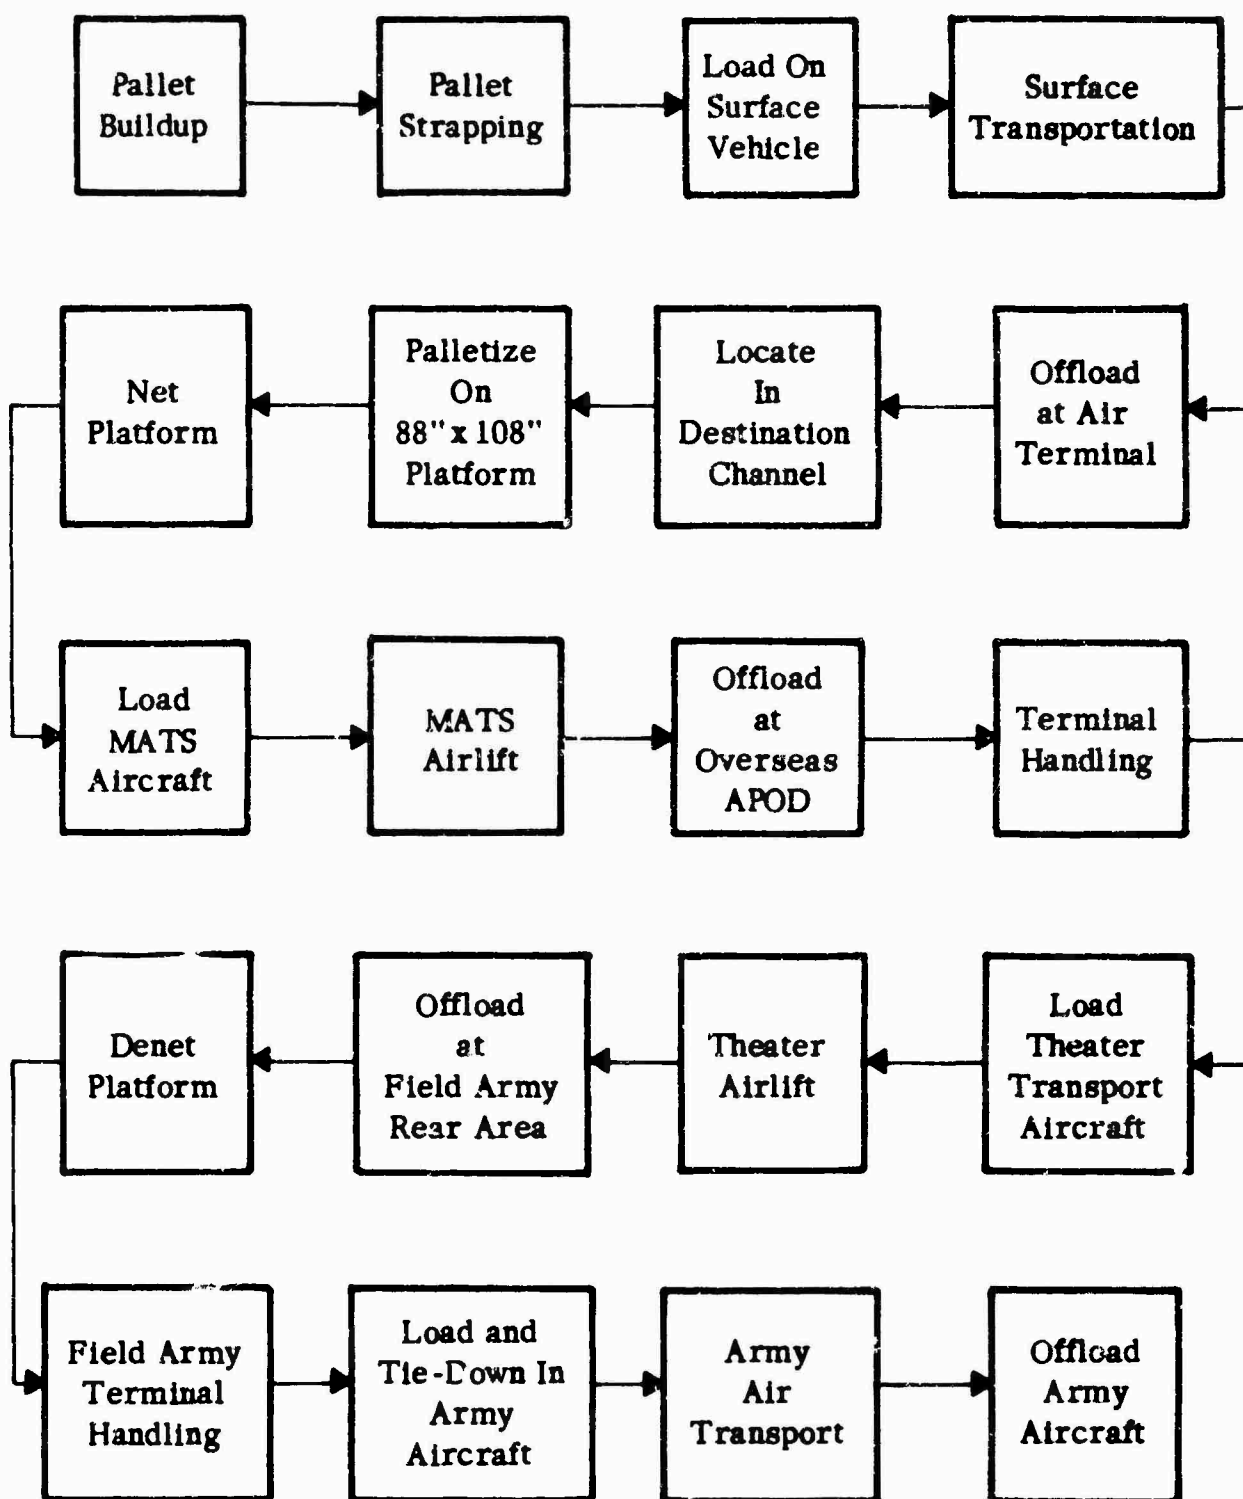 Pallet
Buildup
Pallet
Strapping
Load On
Surface
Vehicle
Surface
Transportation
Offload
at Air
Terminal
Locate
In
Destination
Channel
Palletize
On
88" x 108"
Platform
Net
Platform
Load
MATS
Aircraft
MATS
Airlift
Offload
at
Overseas
APOD
Terminal
Handling
Load
Theater
Transport
Aircraft
Theater
Airlift
Offload
at
Field Army
Rear Area
Denet
Platform
Field Army
Terminal
Handling
Load and
Tie-Down In
Army
Aircraft
Army
Air
Transport
Offload
Army
Aircraft